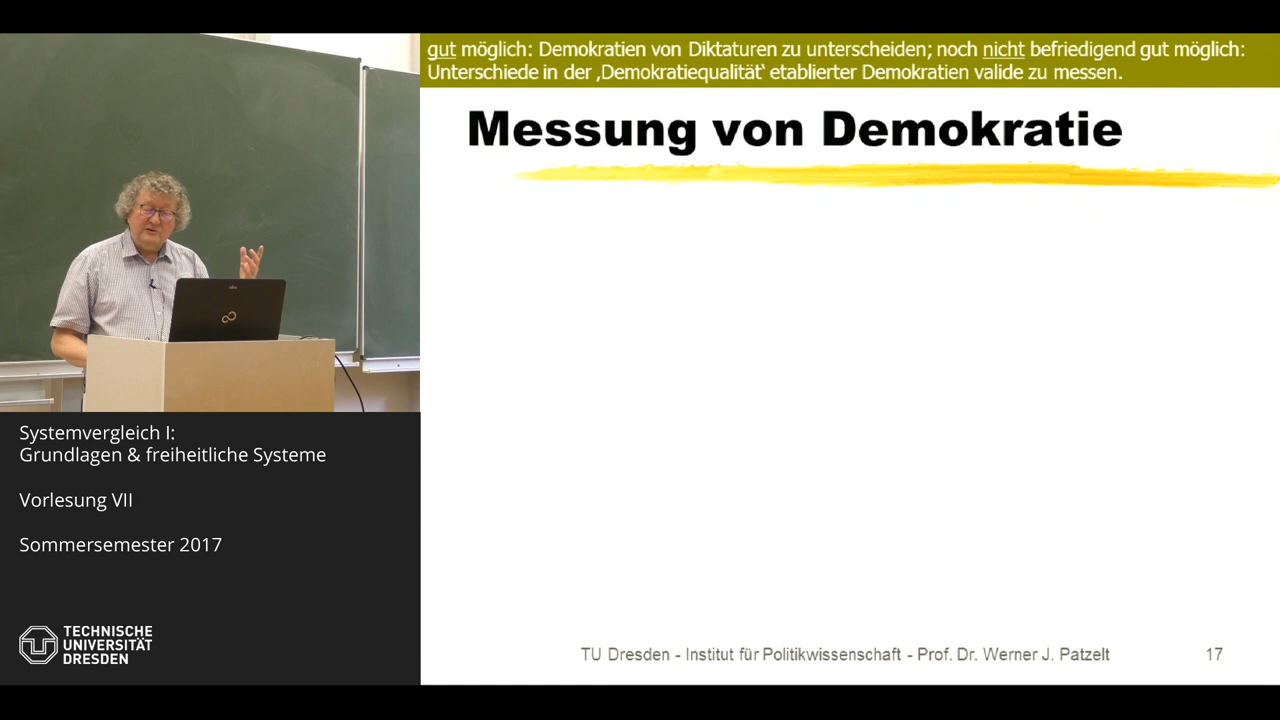 gut möglich: Demokratien von Diktaturen zu unterscheiden; noch nicht befriedigend gut möglich:
Unterschiede in der ‚Demokratiequalität‘ etablierter Demokratien valide zu messen.
Messung von Demokratie
Systemvergleich I:
Grundlagen & freiheitliche Systeme
Vorlesung VII
Sommersemester 2017
TECHNISCHE
UNIVERSITÄT
DRESDEN
TU Dresden - Institut für Politikwissenschaft - Prof. Dr. Werner J. Patzelt
17